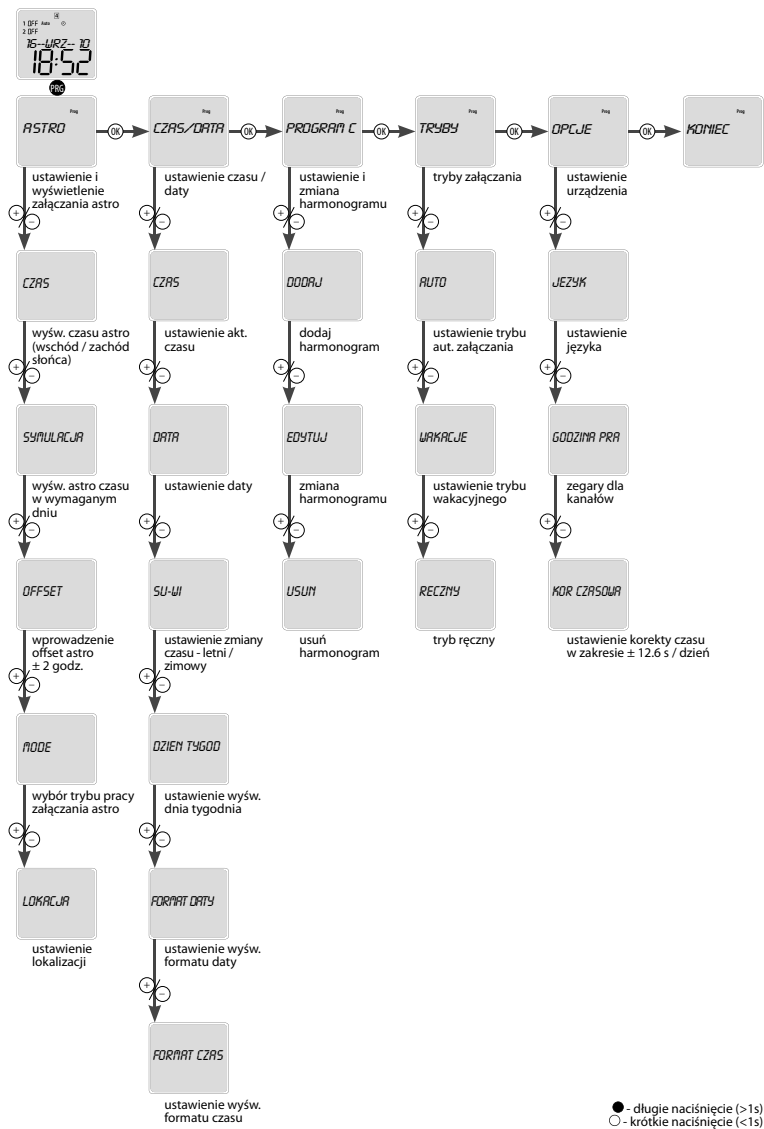 4
1 OFF Auto
2 OFF
16--WRZ-- 10
18:52
PRG
Prog
ASTRO
OK
Prog
CZAS/DATA
OK
Prog
PROGRAM C
OK
Prog
TRYBY
OK
Prog
OPCJE
OK
Prog
KONIEC
ustawienie i
wyświetlenie
załączania astro
ustawienie czasu /
daty
ustawienie i
zmiana
harmonogramu
tryby załączania
ustawienie
urządzenia
+ −
+ −
+ −
+ −
+ −
CZAS
CZAS
DODAJ
AUTO
JEZYK
wyśw. czasu astro
(wschód / zachód
słońca)
ustawienie akt.
czasu
dodaj
harmonogram
ustawienie trybu
aut. załączania
ustawienie
języka
+ −
+ −
+ −
+ −
+ −
SYMULACJA
DATA
EDYTUJ
WAKACJE
GODZINA PRA
wyśw. astro czasu
w wymaganym
dniu
ustawienie daty
zmiana
harmonogramu
ustawienie trybu
wakacyjnego
zegary dla
kanałów
+ −
+ −
+ −
+ −
+ −
OFFSET
SU-WI
USUN
RECZNY
KOR CZASOWA
wprowadzenie
offset astro
± 2 godz.
ustawienie zmiany
czasu - letni /
zimowy
usuń
harmonogram
tryb ręczny
ustawienie korekty czasu
w zakresie ± 12.6 s / dzień
+ −
+ −
MODE
DZIEN TYGOD
wybór trybu pracy
załączania astro
ustawienie wyśw.
dnia tygodnia
+ −
+ −
LOKACJA
FORMAT DATY
ustawienie
lokalizacji
ustawienie wyśw.
formatu daty
+ −
FORMAT CZAS
ustawienie wyśw.
formatu czasu
- długie naciśnięcie (>1s)
- krótkie naciśnięcie (<1s)